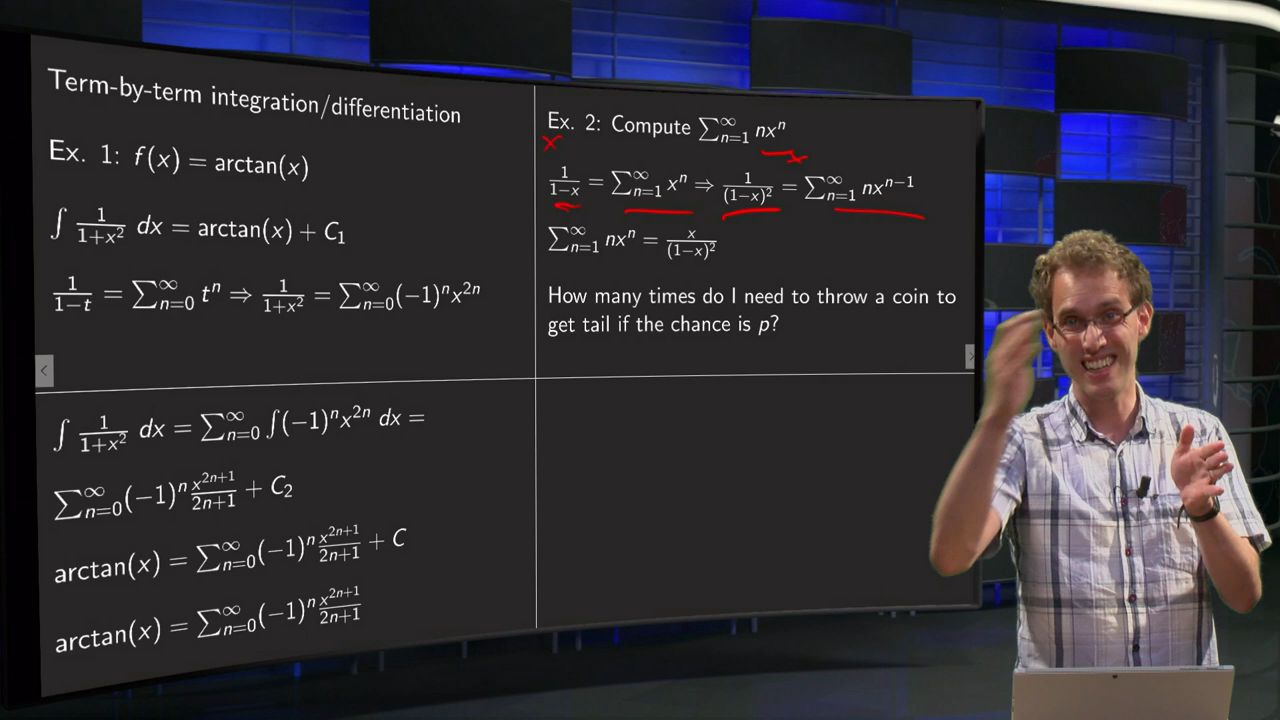 Term-by-term integration/differentiation
Ex. 1: f(x) = arctan(x)
∫ 1/(1+x²) dx = arctan(x) + C₁
1/(1−t) = ∑_{n=0}^{∞} tⁿ ⇒ 1/(1+x²) = ∑_{n=0}^{∞} (−1)ⁿx²ⁿ
∫ 1/(1+x²) dx = ∑_{n=0}^{∞} ∫(−1)ⁿx²ⁿ dx =
∑_{n=0}^{∞} (−1)ⁿ x²ⁿ⁺¹/(2n+1) + C₂
arctan(x) = ∑_{n=0}^{∞} (−1)ⁿ x²ⁿ⁺¹/(2n+1) + C
arctan(x) = ∑_{n=0}^{∞} (−1)ⁿ x²ⁿ⁺¹/(2n+1)
Ex. 2: Compute ∑_{n=1}^{∞} nxⁿ
x x
1/(1−x) = ∑_{n=1}^{∞} xⁿ ⇒ 1/(1−x)² = ∑_{n=1}^{∞} nxⁿ⁻¹
∑_{n=1}^{∞} nxⁿ = x/(1−x)²
How many times do I need to throw a coin to
get tail if the chance is p?